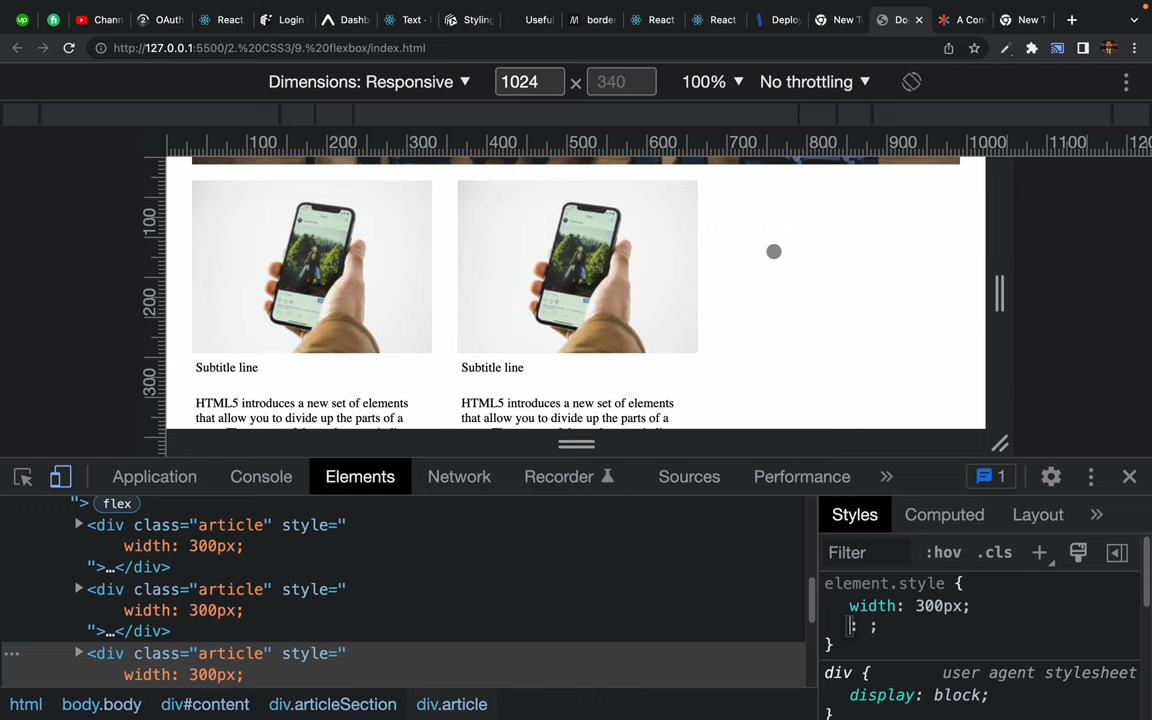 Chann
OAuth
React
Login
Dashb
Text -
Styling
Useful
border
React
React
Deploy
New T
Do
A Com
New T
http://127.0.0.1:5500/2.%20CSS3/9.%20flexbox/index.html
Dimensions: Responsive
1024
340
100%
No throttling
100
200
300
400
500
600
700
800
900
1000
1100
120
100
200
300
Subtitle line
Subtitle line
HTML5 introduces a new set of elements
that allow you to divide up the parts of a
HTML5 introduces a new set of elements
that allow you to divide up the parts of a
Application
Console
Elements
Network
Recorder
Sources
Performance
1
"> flex
<div class="article" style="
width: 300px;
">…</div>
<div class="article" style="
width: 300px;
">…</div>
<div class="article" style="
width: 300px;
html
body.body
div#content
div.articleSection
div.article
Styles
Computed
Layout
Filter
:hov
.cls
element.style {
width: 300px;
: ;
}
div {
user agent stylesheet
display: block;
}